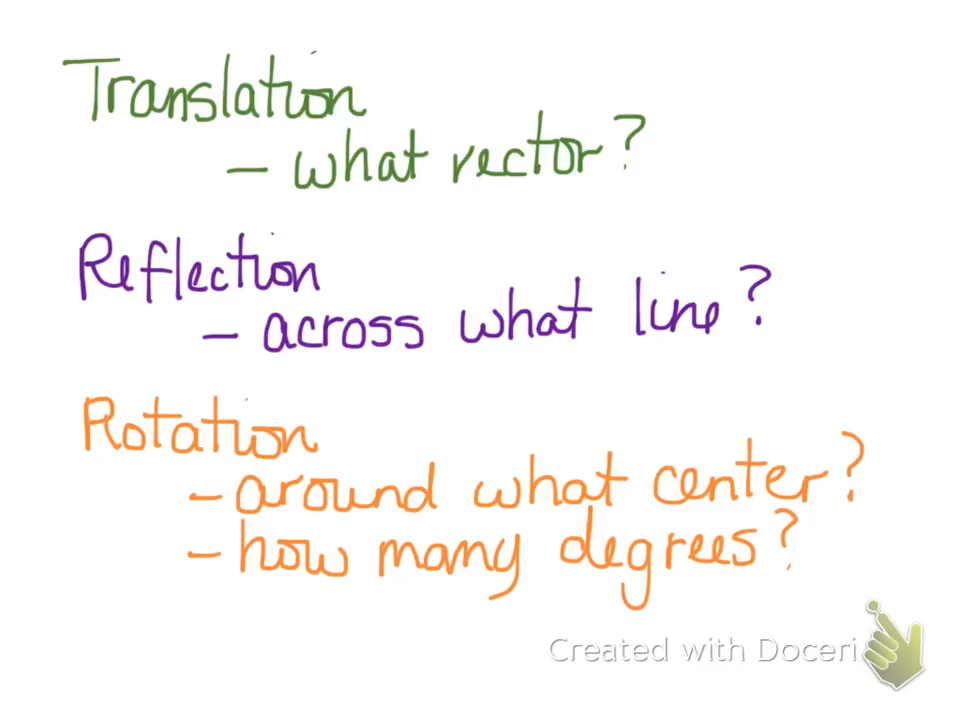 Translation
- what vector?
Reflection
- across what line?
Rotation
- around what center?
- how many degrees?
Created with Doceri